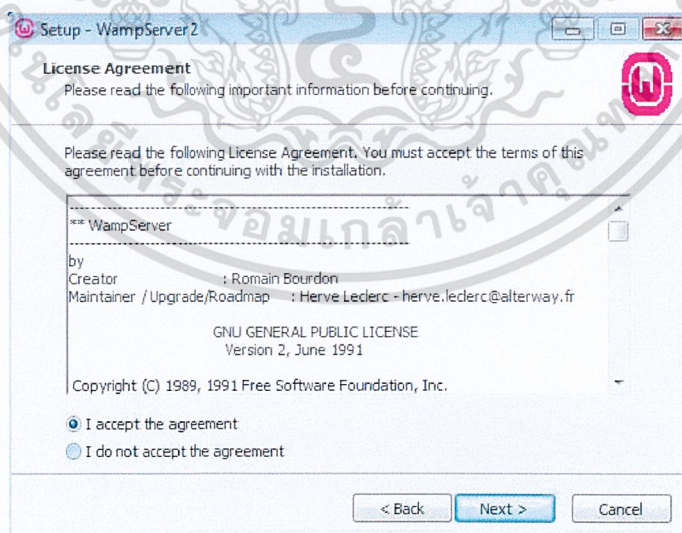 Setup - WampServer 2
License Agreement
Please read the following important information before continuing.
Please read the following License Agreement. You must accept the terms of this
agreement before continuing with the installation.
** WampServer
by
Creator : Romain Bourdon
Maintainer / Upgrade/Roadmap : Herve Leclerc - herve.leclerc@alterway.fr
GNU GENERAL PUBLIC LICENSE
Version 2, June 1991
Copyright (C) 1989, 1991 Free Software Foundation, Inc.
I accept the agreement
I do not accept the agreement
< Back Next > Cancel